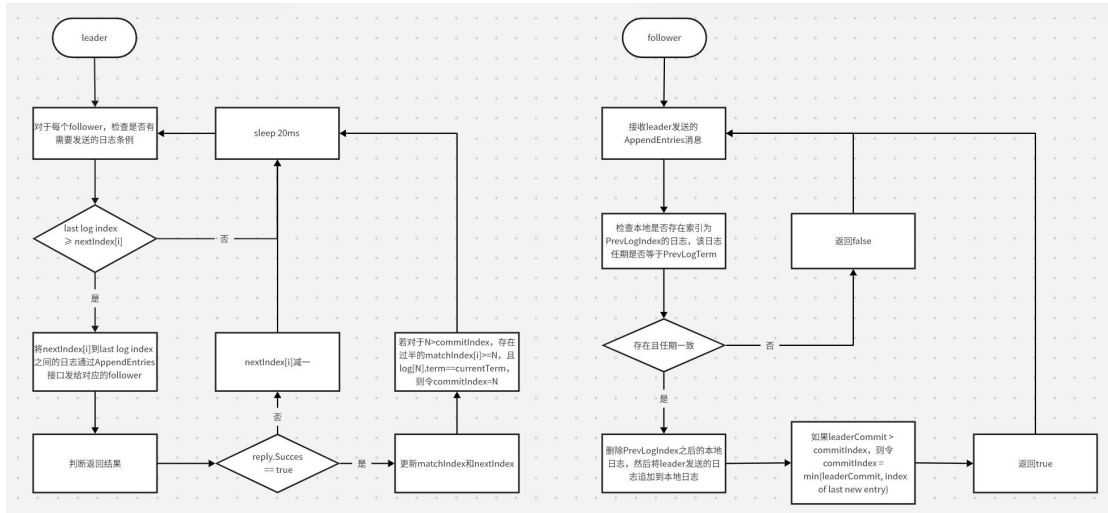 leader
对于每个follower，检查是否有
需要发送的日志条例
sleep 20ms
last log index
⩾ nextIndex[i]
否
是
将nextIndex[i]到last log index
之间的日志通过AppendEntries
接口发给对应的follower
nextIndex[i]减一
若对于N>commitIndex，存在
过半的matchIndex[i]>=N，且
log[N].term==currentTerm，
则令commitIndex=N
否
判断返回结果
reply.Succes
== true
是
更新matchIndex和nextIndex
follower
接收leader发送的
AppendEntries消息
检查本地是否存在索引为
PrevLogIndex的日志，该日志
任期是否等于PrevLogTerm
返回false
存在且任期一致
否
是
删除PrevLogIndex之后的本地
日志，然后将leader发送的日
志追加到本地日志
如果leaderCommit >
commitIndex，则令
commitIndex =
min(leaderCommit, index
of last new entry)
返回true